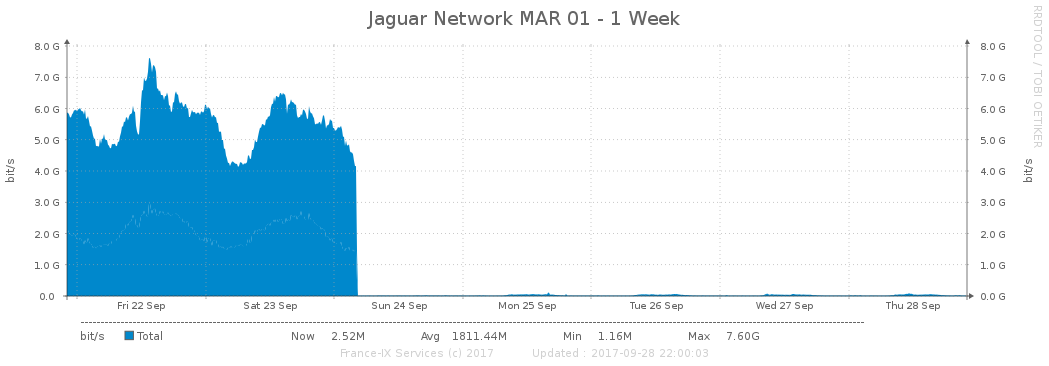 Jaguar Network MAR 01 - 1 Week
RRDTOOL / TOBI OETIKER
8.0 G 8.0 G
7.0 G 7.0 G
6.0 G 6.0 G
5.0 G 5.0 G
4.0 G 4.0 G
3.0 G 3.0 G
2.0 G 2.0 G
1.0 G 1.0 G
0.0 0.0 G
bit/s
bit/s
Fri 22 Sep Sat 23 Sep Sun 24 Sep Mon 25 Sep Tue 26 Sep Wed 27 Sep Thu 28 Sep
bit/s Total Now 2.52M Avg 1811.44M Min 1.16M Max 7.60G
France-IX Services (c) 2017 Updated : 2017-09-28 22:00:03